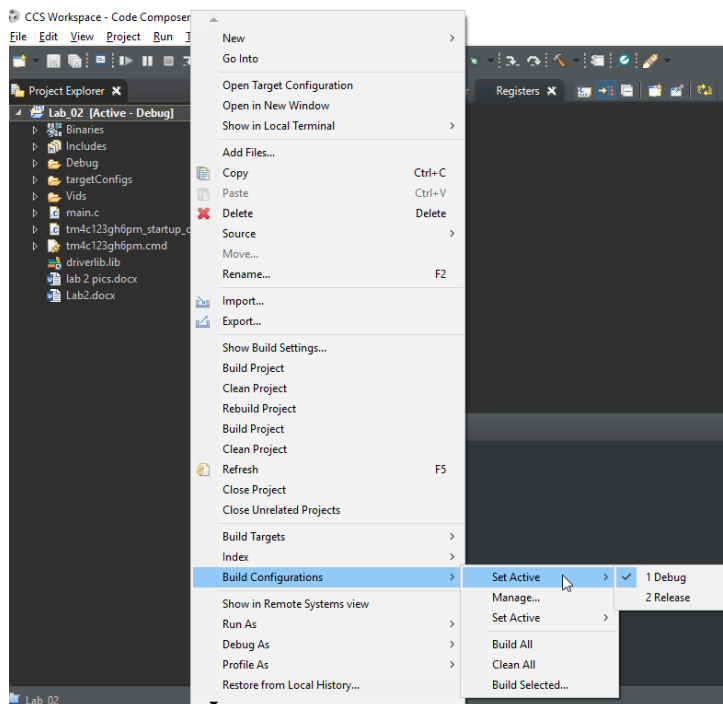 CCS Workspace - Code Composer
File Edit View Project Run
Project Explorer
Registers
Lab_02 [Active - Debug]
Binaries
Includes
Debug
targetConfigs
Vids
main.c
tm4c123gh6pm_startup_c
tm4c123gh6pm.cmd
driverlib.lib
lab 2 pics.docx
Lab2.docx
Lab_02
New
Go Into
Open Target Configuration
Open in New Window
Show in Local Terminal
Add Files...
Copy Ctrl+C
Paste Ctrl+V
Delete Delete
Source
Move...
Rename... F2
Import...
Export...
Show Build Settings...
Build Project
Clean Project
Rebuild Project
Build Project
Clean Project
Refresh F5
Close Project
Close Unrelated Projects
Build Targets
Index
Build Configurations
Show in Remote Systems view
Run As
Debug As
Profile As
Restore from Local History...
Set Active
Manage...
Set Active
Build All
Clean All
Build Selected...
1 Debug
2 Release